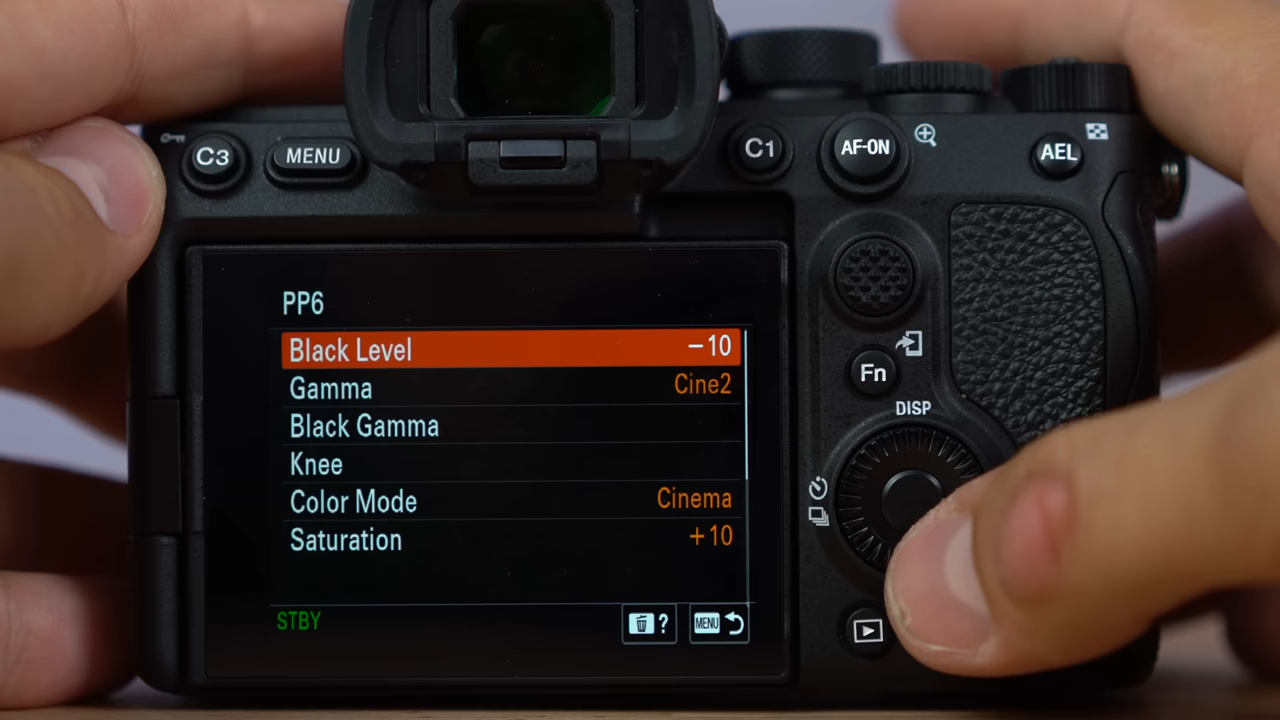 C3
MENU
C1
AF-ON
AEL
PP6
Black Level −10
Gamma Cine2
Black Gamma
Knee
Color Mode Cinema
Saturation +10
STBY
?
MENU
Fn
DISP